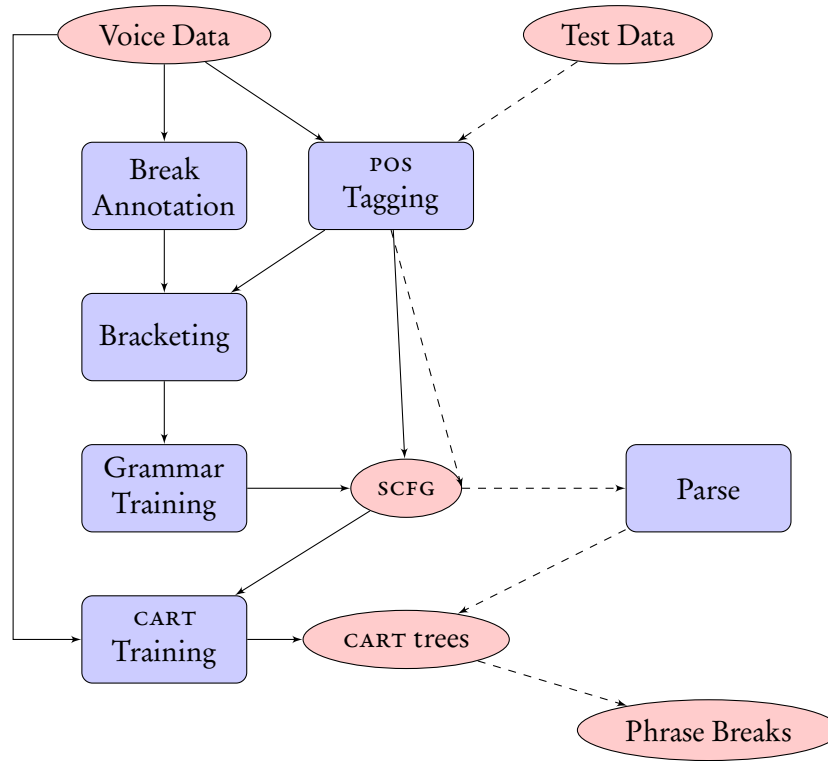 Voice Data
Test Data
Break
Annotation
POS
Tagging
Bracketing
Grammar
Training
SCFG
Parse
CART
Training
CART trees
Phrase Breaks